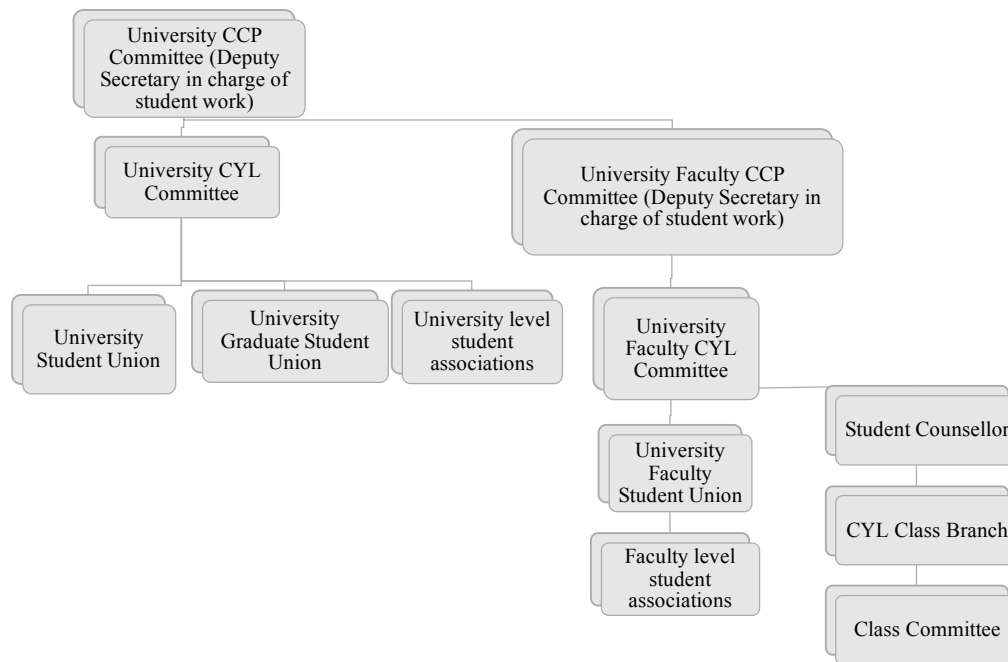 University CCP
Committee (Deputy
Secretary in charge of
student work)
University CYL
Committee
University Faculty CCP
Committee (Deputy Secretary in
charge of student work)
University
Student Union
University
Graduate Student
Union
University level
student
associations
University
Faculty CYL
Committee
Student Counsellor
University
Faculty
Student Union
CYL Class Branch
Faculty level
student
associations
Class Committee